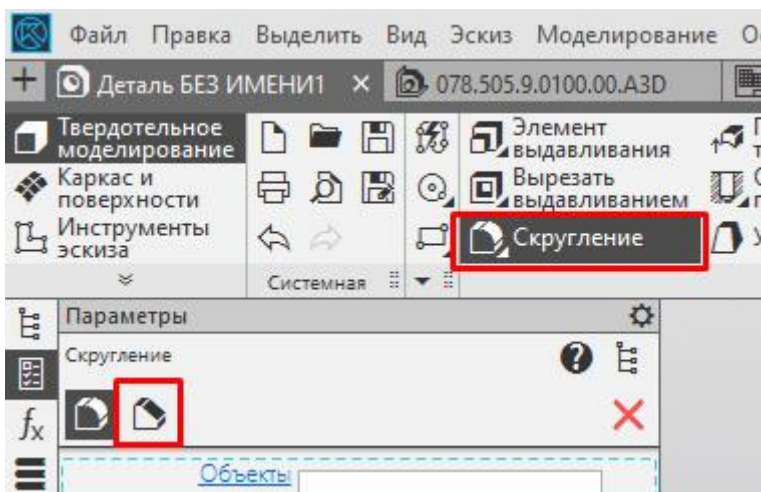 Файл Правка Выделить Вид Эскиз Моделирование
Деталь БЕЗ ИМЕНИ1 × 078.505.9.0100.00.A3D
Твердотельное
моделирование
Каркас и
поверхности
Инструменты
эскиза
Системная
Элемент
выдавливания
Вырезать
выдавливанием
Скругление
Параметры
Скругление
fx
Объекты